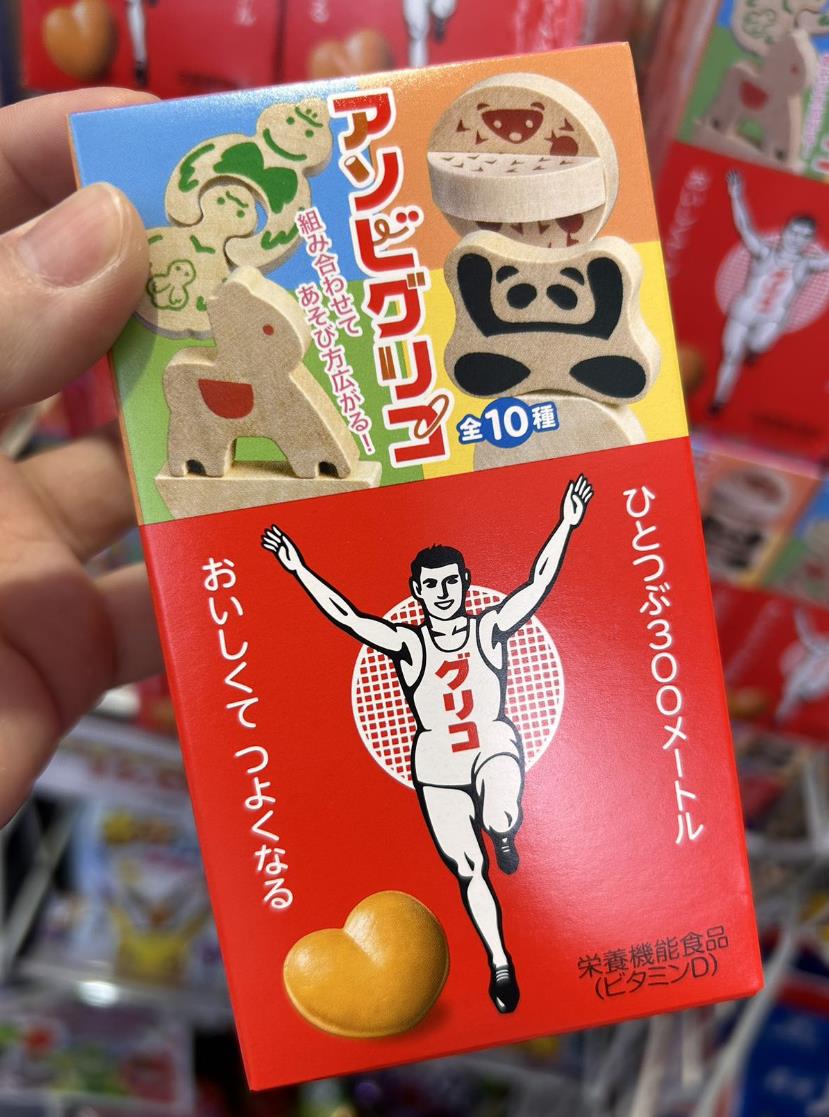 アソビグリコ
組み合わせて
あそび方広がる!
全10種
ひとつぶ300メートル
グリコ
おいしくて つよくなる
栄養機能食品
(ビタミンD)